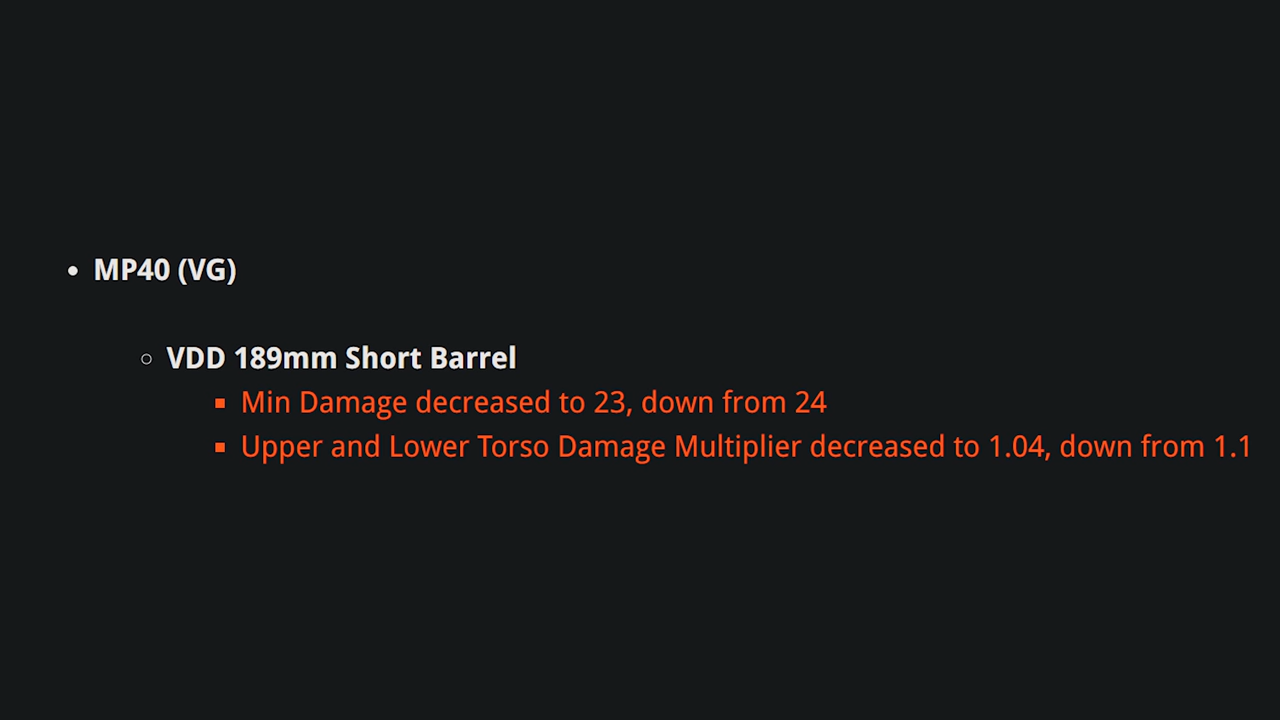 MP40 (VG)
VDD 189mm Short Barrel
Min Damage decreased to 23, down from 24
Upper and Lower Torso Damage Multiplier decreased to 1.04, down from 1.1